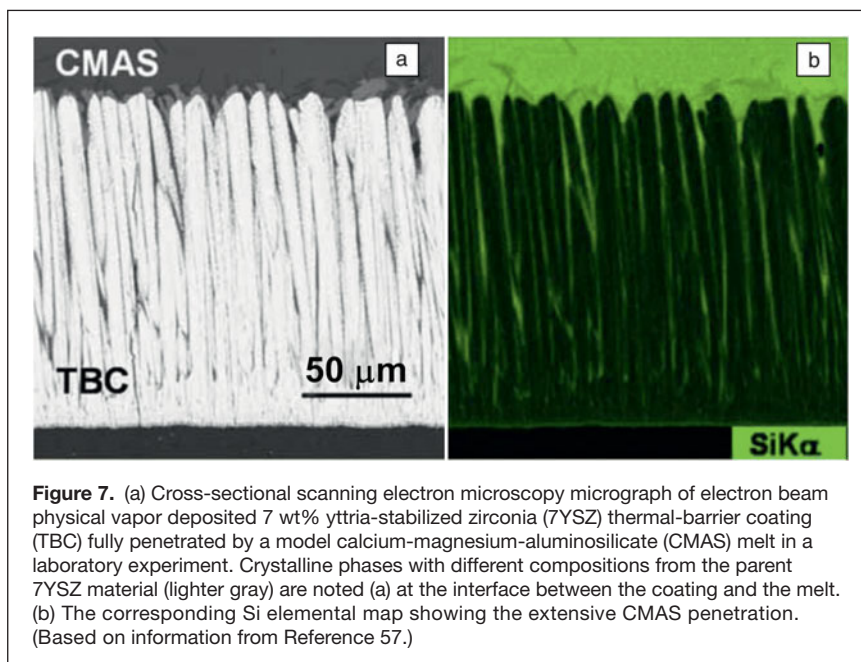 CMAS
a
b
TBC
50 μm
SiKα
Figure 7. (a) Cross-sectional scanning electron microscopy micrograph of electron beam
physical vapor deposited 7 wt% yttria-stabilized zirconia (7YSZ) thermal-barrier coating
(TBC) fully penetrated by a model calcium-magnesium-aluminosilicate (CMAS) melt in a
laboratory experiment. Crystalline phases with different compositions from the parent
7YSZ material (lighter gray) are noted (a) at the interface between the coating and the melt.
(b) The corresponding Si elemental map showing the extensive CMAS penetration.
(Based on information from Reference 57.)